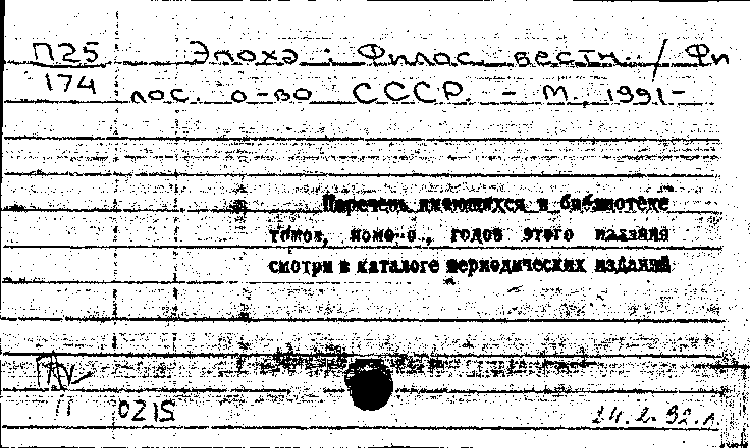 П25 Эпоха : Филос. вестн. / Фи
174 лос. о-во СССР. - М., 1991-
Перечень имеющихся в библиотеке
томов, номеров, годов этого издания
смотри в каталоге периодических изданий
11 0215
24.2.92.